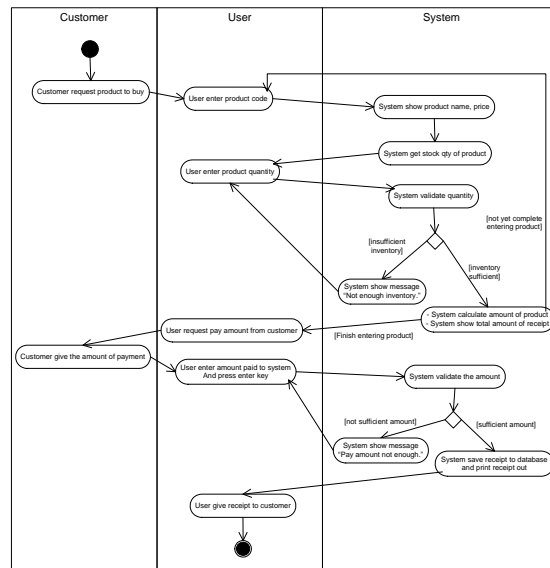 Customer
User
System
Customer request product to buy
User enter product code
System show product name, price
System get stock qty of product
User enter product quantity
System validate quantity
[not yet complete
entering product]
[insufficient
inventory]
[inventory
sufficient]
System show message
"Not enough inventory."
- System calculate amount of product
- System show total amount of receipt
User request pay amount from customer
[Finish entering product]
Customer give the amount of payment
User enter amount paid to system
And press enter key
System validate the amount
[not sufficient amount]
[sufficient amount]
System show message
"Pay amount not enough."
System save receipt to database
and print receipt out
User give receipt to customer